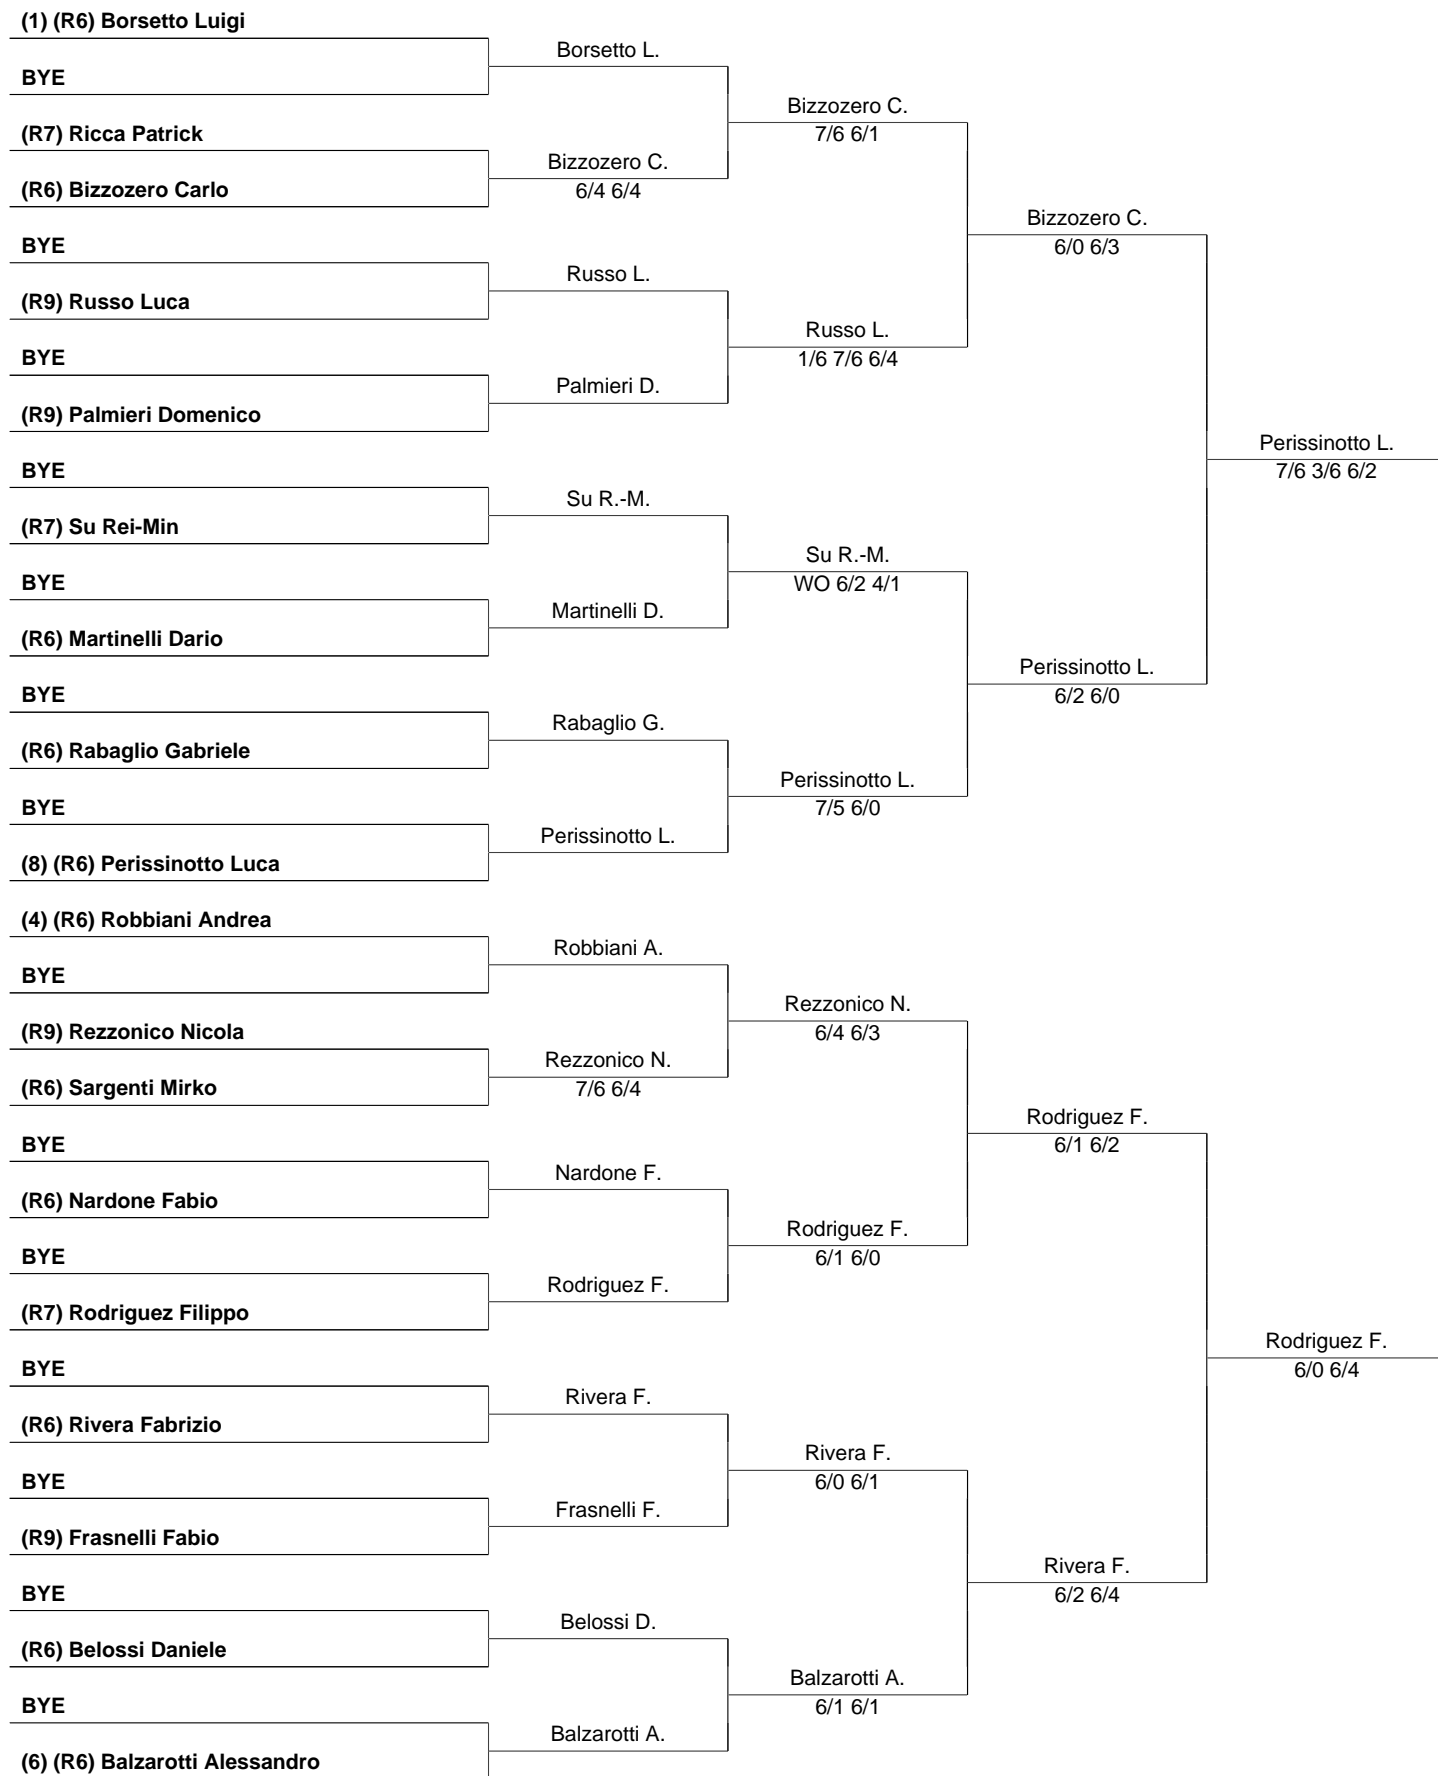 (1) (R6) Borsetto Luigi
Borsetto L.
BYE
Bizzozero C.
7/6 6/1
(R7) Ricca Patrick
Bizzozero C.
6/4 6/4
(R6) Bizzozero Carlo
Bizzozero C.
6/0 6/3
BYE
Russo L.
(R9) Russo Luca
Russo L.
1/6 7/6 6/4
BYE
Palmieri D.
(R9) Palmieri Domenico
Perissinotto L.
7/6 3/6 6/2
BYE
Su R.-M.
(R7) Su Rei-Min
Su R.-M.
WO 6/2 4/1
BYE
Martinelli D.
(R6) Martinelli Dario
Perissinotto L.
6/2 6/0
BYE
Rabaglio G.
(R6) Rabaglio Gabriele
Perissinotto L.
7/5 6/0
BYE
Perissinotto L.
(8) (R6) Perissinotto Luca
(4) (R6) Robbiani Andrea
Robbiani A.
BYE
Rezzonico N.
6/4 6/3
(R9) Rezzonico Nicola
Rezzonico N.
7/6 6/4
(R6) Sargenti Mirko
Rodriguez F.
6/1 6/2
BYE
Nardone F.
(R6) Nardone Fabio
Rodriguez F.
6/1 6/0
BYE
Rodriguez F.
(R7) Rodriguez Filippo
Rodriguez F.
6/0 6/4
BYE
Rivera F.
(R6) Rivera Fabrizio
Rivera F.
6/0 6/1
BYE
Frasnelli F.
(R9) Frasnelli Fabio
Rivera F.
6/2 6/4
BYE
Belossi D.
(R6) Belossi Daniele
Balzarotti A.
6/1 6/1
BYE
Balzarotti A.
(6) (R6) Balzarotti Alessandro